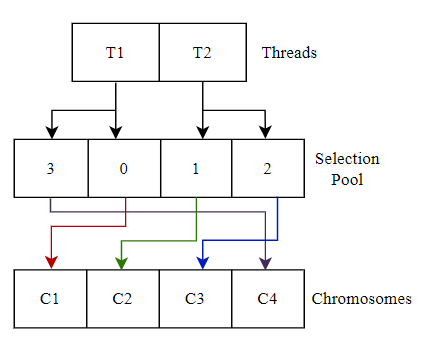 T1 T2 Threads
3 0 1 2 Selection
Pool
C1 C2 C3 C4 Chromosomes